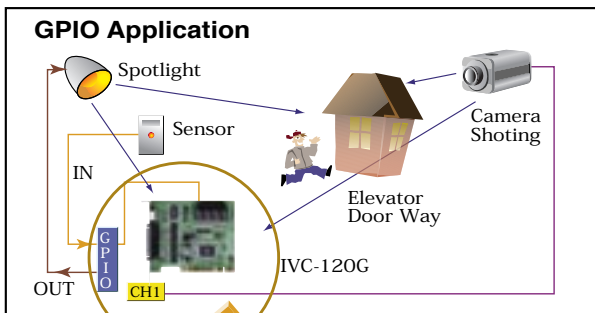 GPIO Application
Spotlight
Sensor
Camera
Shoting
IN
Elevator
Door Way
GPIO
IVC-120G
OUT
CH1